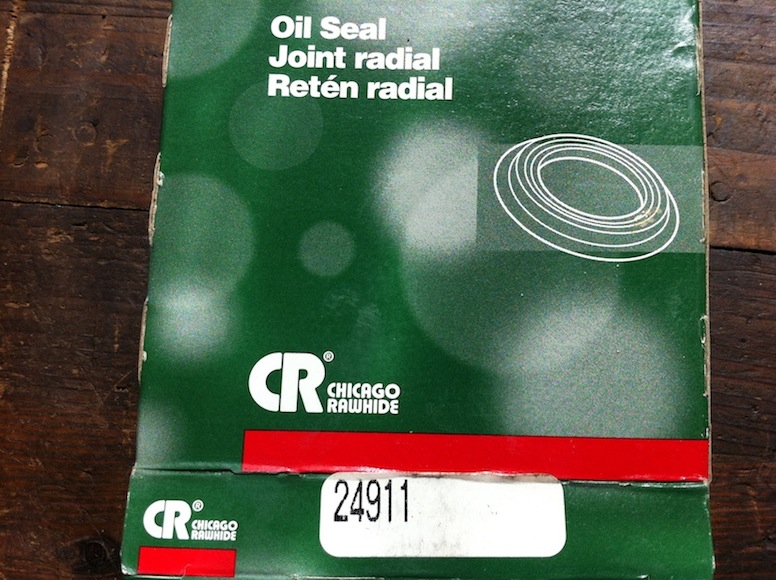 Oil Seal
Joint radial
Retén radial
CR® CHICAGO
RAWHIDE
24911
CR® CHICAGO
RAWHIDE